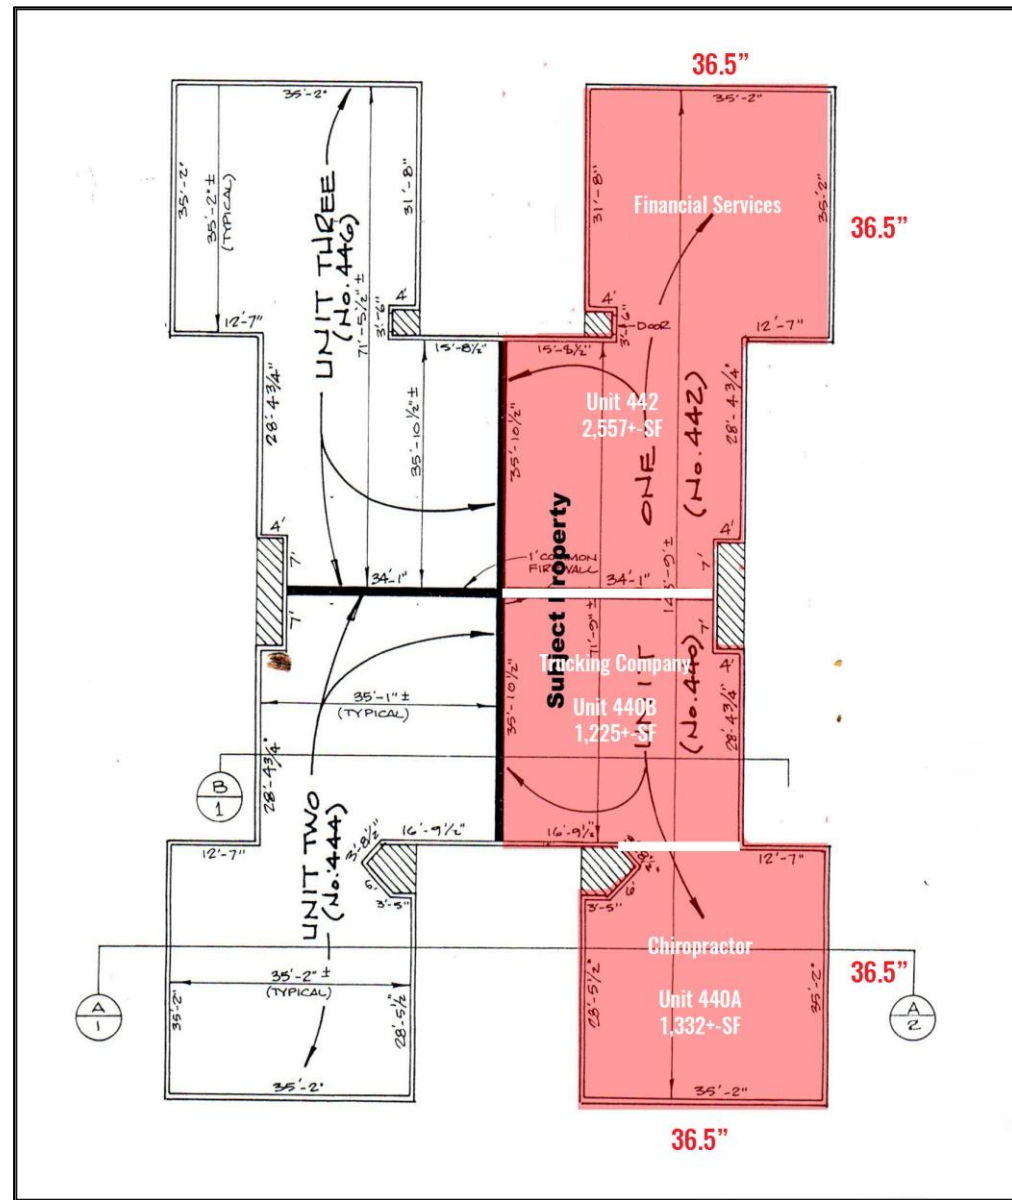 36.5”
35'-2"
35'-2"
35'-2"
35'-2" ±
(TYPICAL)
31'-8"
UNIT THREE
(No. 446)
71'-5½" ±
31'-8"
Financial Services
35'-2"
36.5”
4'
3'-6"
12'-7"
15'-8½"
4'
3'-6"
DOOR
12'-7"
15'-8½"
28'-4¾"
35'-10½" ±
35'-10½"
Unit 442
2,557+-SF
ONE
(No. 442)
28'-4¾"
Subject Property
4'
7'
1' COMMON
FIREWALL
34'-1"
34'-1"
4'
7'
7'
71'-9" ±
7'
4'
Trucking Company
35'-1" ±
(TYPICAL)
35'-10½"
Unit 440B
1,225+-SF
UNIT
(No. 440)
28'-4¾"
28'-4¾"
B
1
UNIT TWO
(No. 444)
12'-7"
3'-8½"
16'-9½"
16'-9½"
12'-7"
6'
3'-5"
6'
3'-5"
Chiropractor
36.5”
35'-2" ±
(TYPICAL)
A
1
35'-2"
28'-5½"
28'-5½"
Unit 440A
1,332+-SF
35'-2"
A
2
35'-2"
35'-2"
36.5”